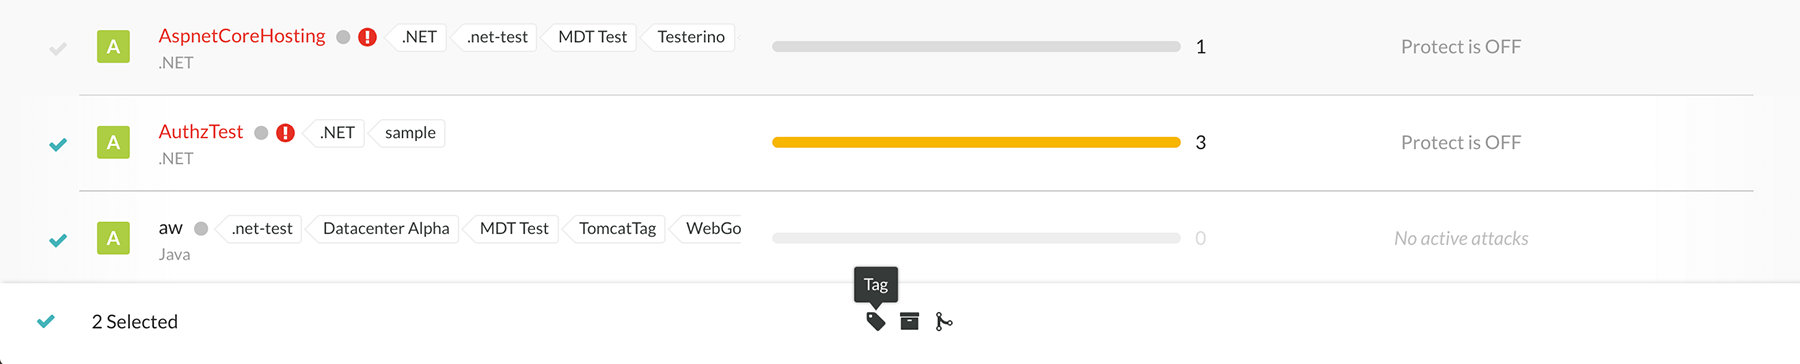 A AspnetCoreHosting .NET .net-test MDT Test Testerino 1 Protect is OFF
.NET
A AuthzTest .NET sample 3 Protect is OFF
.NET
A aw .net-test Datacenter Alpha MDT Test TomcatTag WebGo 0 No active attacks
Java
Tag
2 Selected